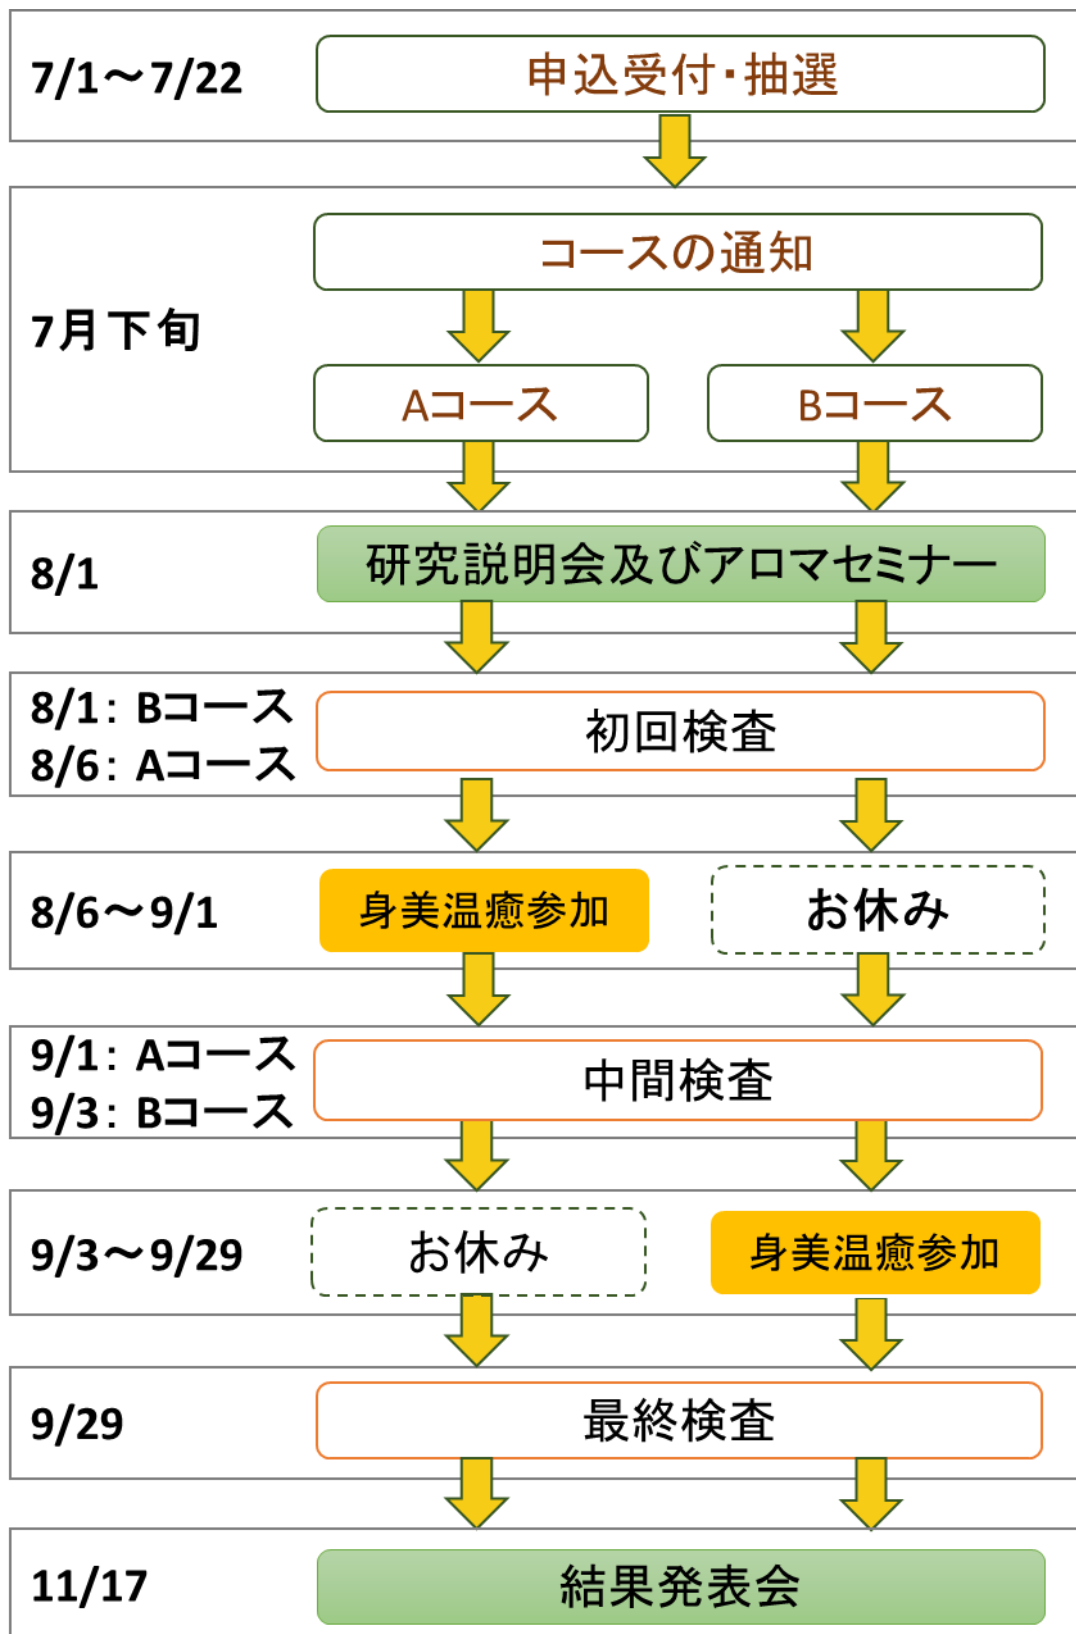 7/1～7/22
申込受付・抽選
7月下旬
コースの通知
Aコース
Bコース
8/1
研究説明会及びアロマセミナー
8/1：Bコース
8/6：Aコース
初回検査
8/6～9/1
身美温癒参加
お休み
9/1：Aコース
9/3：Bコース
中間検査
9/3～9/29
お休み
身美温癒参加
9/29
最終検査
11/17
結果発表会